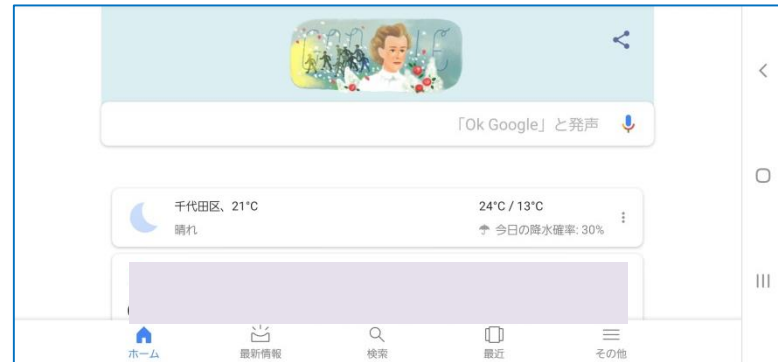 「Ok Google」と発声
千代田区、21°C
24°C / 13°C
晴れ
今日の降水確率: 30%
ホーム
最新情報
検索
最近
その他